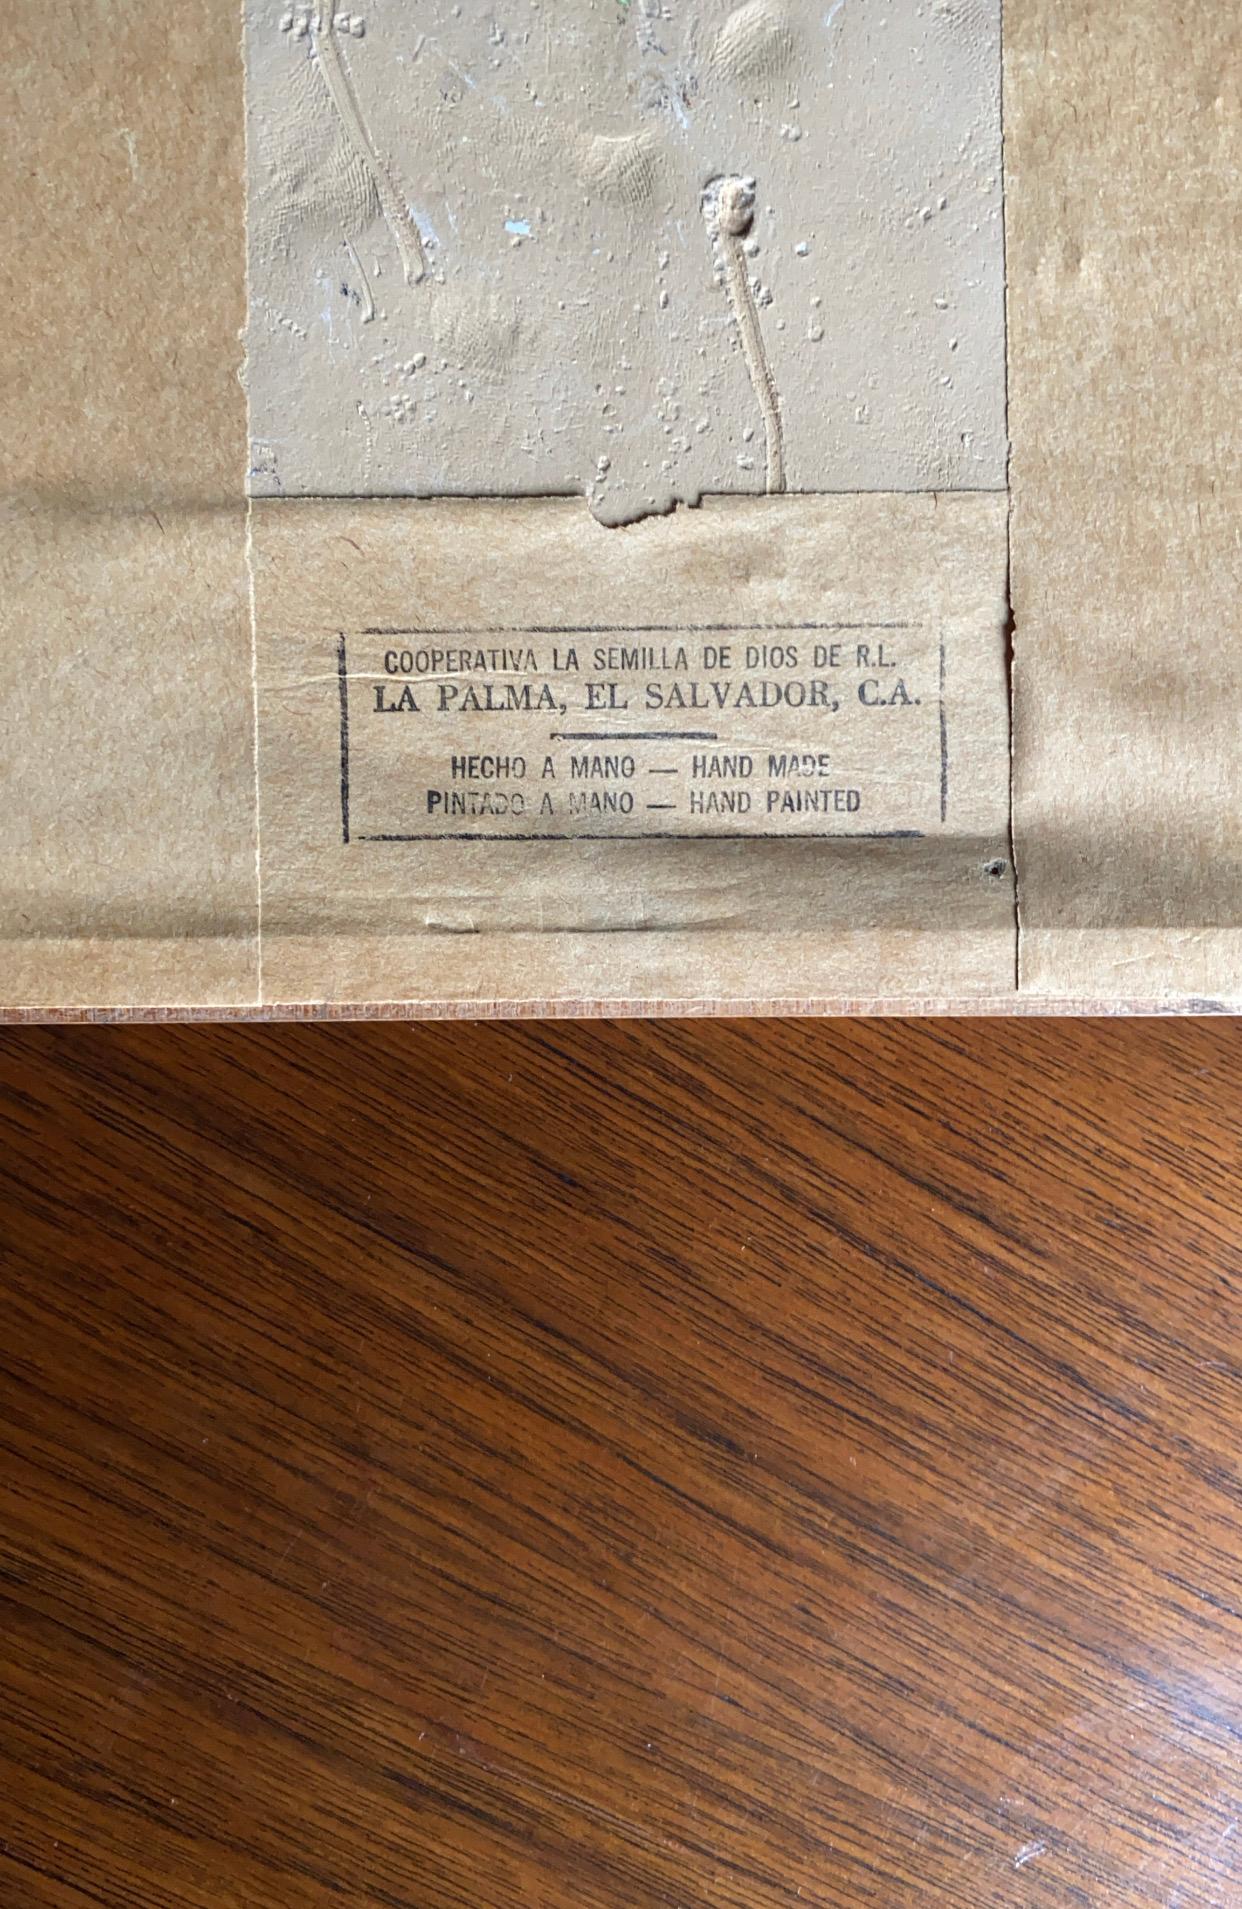 COOPERATIVA LA SEMILLA DE DIOS DE R.L.
LA PALMA, EL SALVADOR, C.A.
HECHO A MANO — HAND MADE
PINTADO A MANO — HAND PAINTED